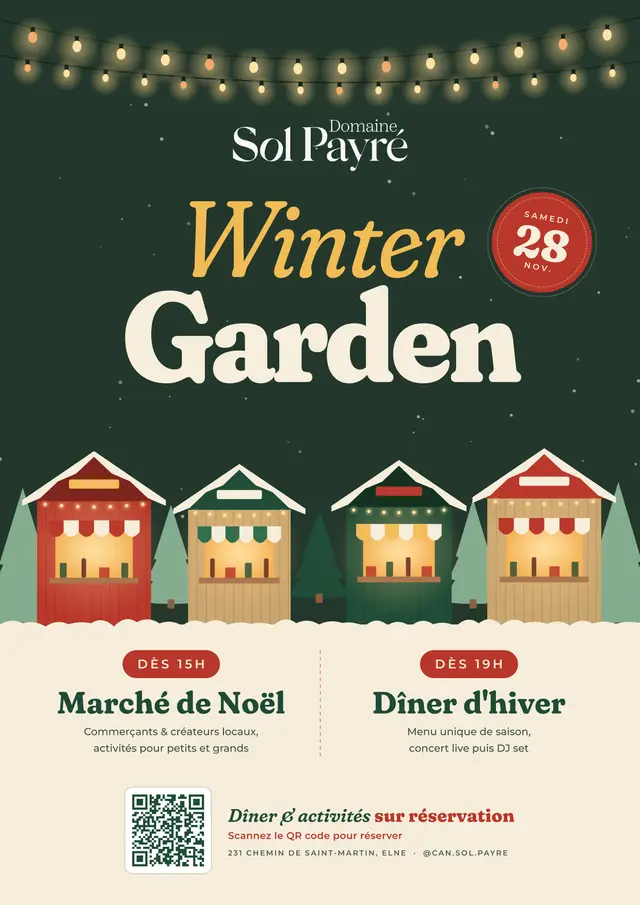 Domaine
Sol Payré
Winter
Garden
SAMEDI
28
NOV.
DÈS 15H
Marché de Noël
Commerçants & créateurs locaux,
activités pour petits et grands
DÈS 19H
Dîner d'hiver
Menu unique de saison,
concert live puis DJ set
Dîner & activités sur réservation
Scannez le QR code pour réserver
231 CHEMIN DE SAINT-MARTIN, ELNE · @CAN.SOL.PAYRE